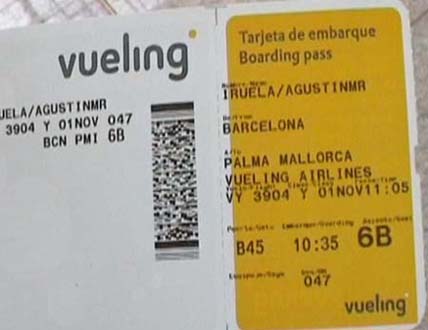 vueling
UELA/AGUSTINMR
3904 Y 01NOV 047
BCN PMI 6B
Tarjeta de embarque
Boarding pass
IRUELA/AGUSTINMR
BARCELONA
A/To
PALMA MALLORCA
VUELING AIRLINES
VY 3904 Y 01NOV11:05
B45 10:35 6B
047
vueling